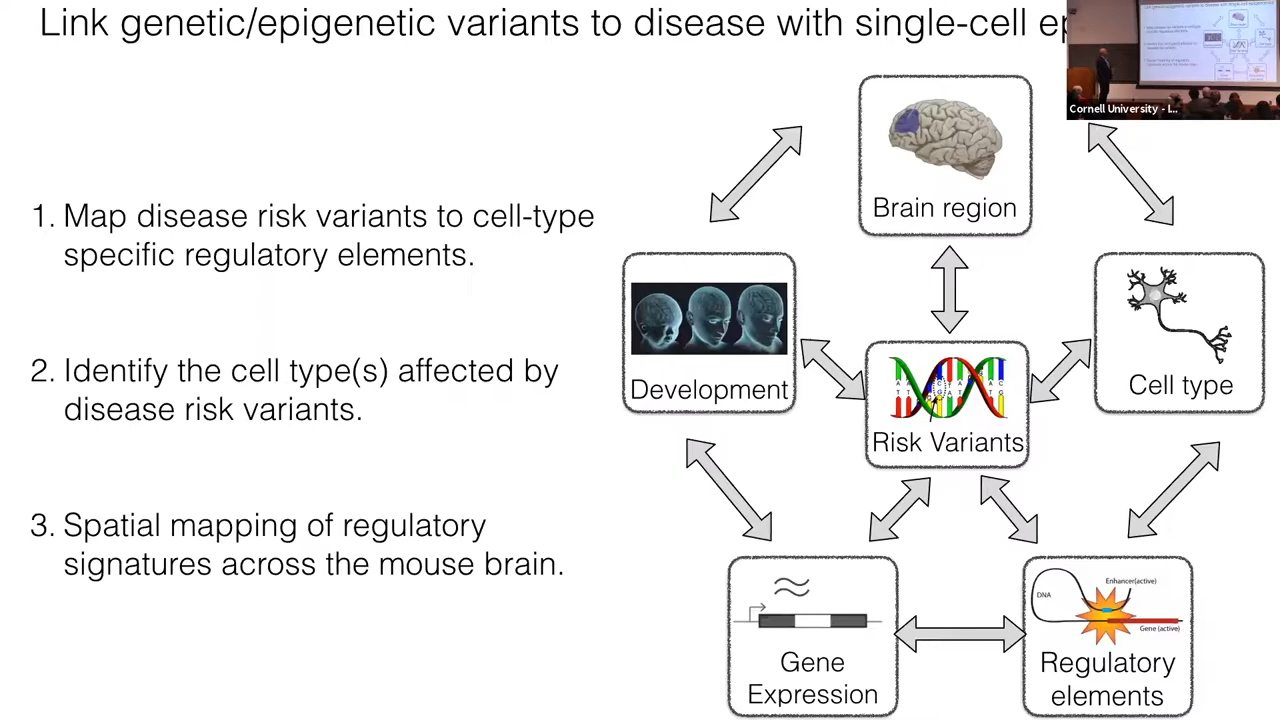 Link genetic/epigenetic variants to disease with single-cell ep
Cornell University - I...
1. Map disease risk variants to cell-type
specific regulatory elements.
2. Identify the cell type(s) affected by
disease risk variants.
3. Spatial mapping of regulatory
signatures across the mouse brain.
Brain region
Development
Cell type
Risk Variants
Gene
Expression
DNA
Enhancer(active)
Gene (active)
Regulatory
elements